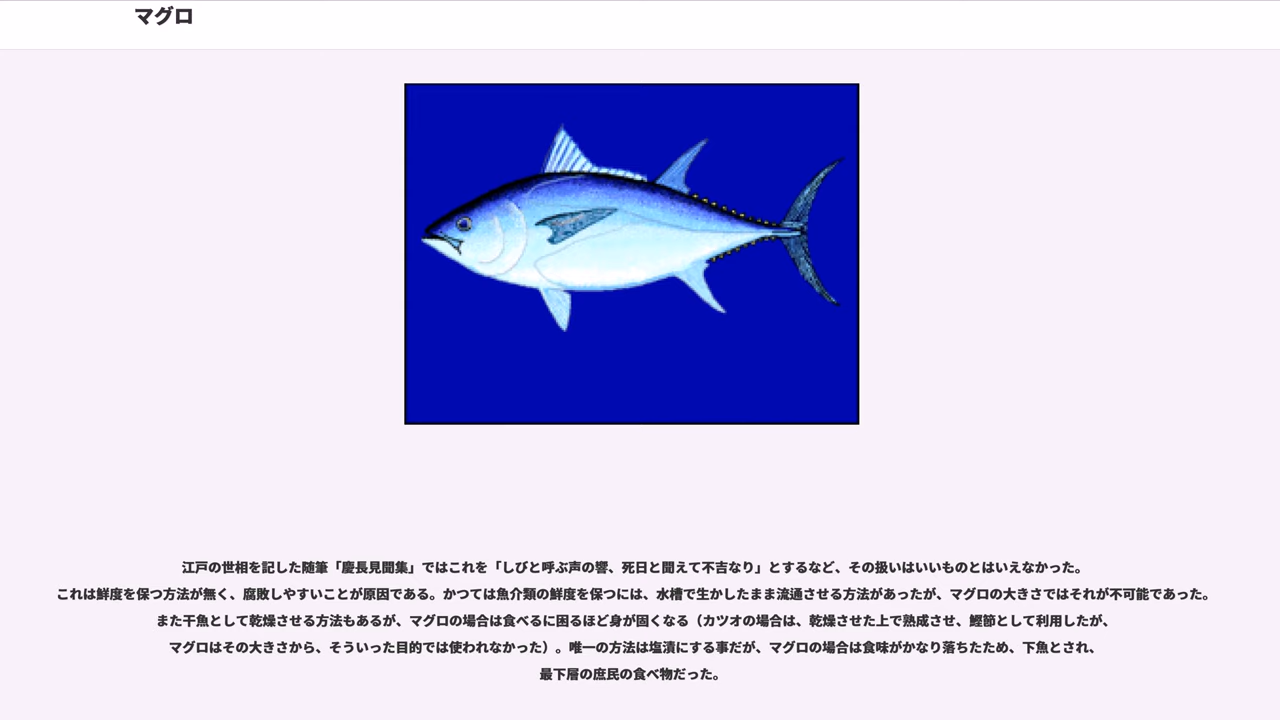 マグロ
江戸の世相を記した随筆「慶長見聞集」ではこれを「しびと呼ぶ声の響、死日と聞えて不吉なり」とするなど、その扱いはいいものとはいえなかった。
これは鮮度を保つ方法が無く、腐敗しやすいことが原因である。かつては魚介類の鮮度を保つには、水槽で生かしたまま流通させる方法があったが、マグロの大きさではそれが不可能であった。
また干魚として乾燥させる方法もあるが、マグロの場合は食べるに困るほど身が固くなる（カツオの場合は、乾燥させた上で熟成させ、鰹節として利用したが、
マグロはその大きさから、そういった目的では使われなかった）。唯一の方法は塩漬にする事だが、マグロの場合は食味がかなり落ちたため、下魚とされ、
最下層の庶民の食べ物だった。